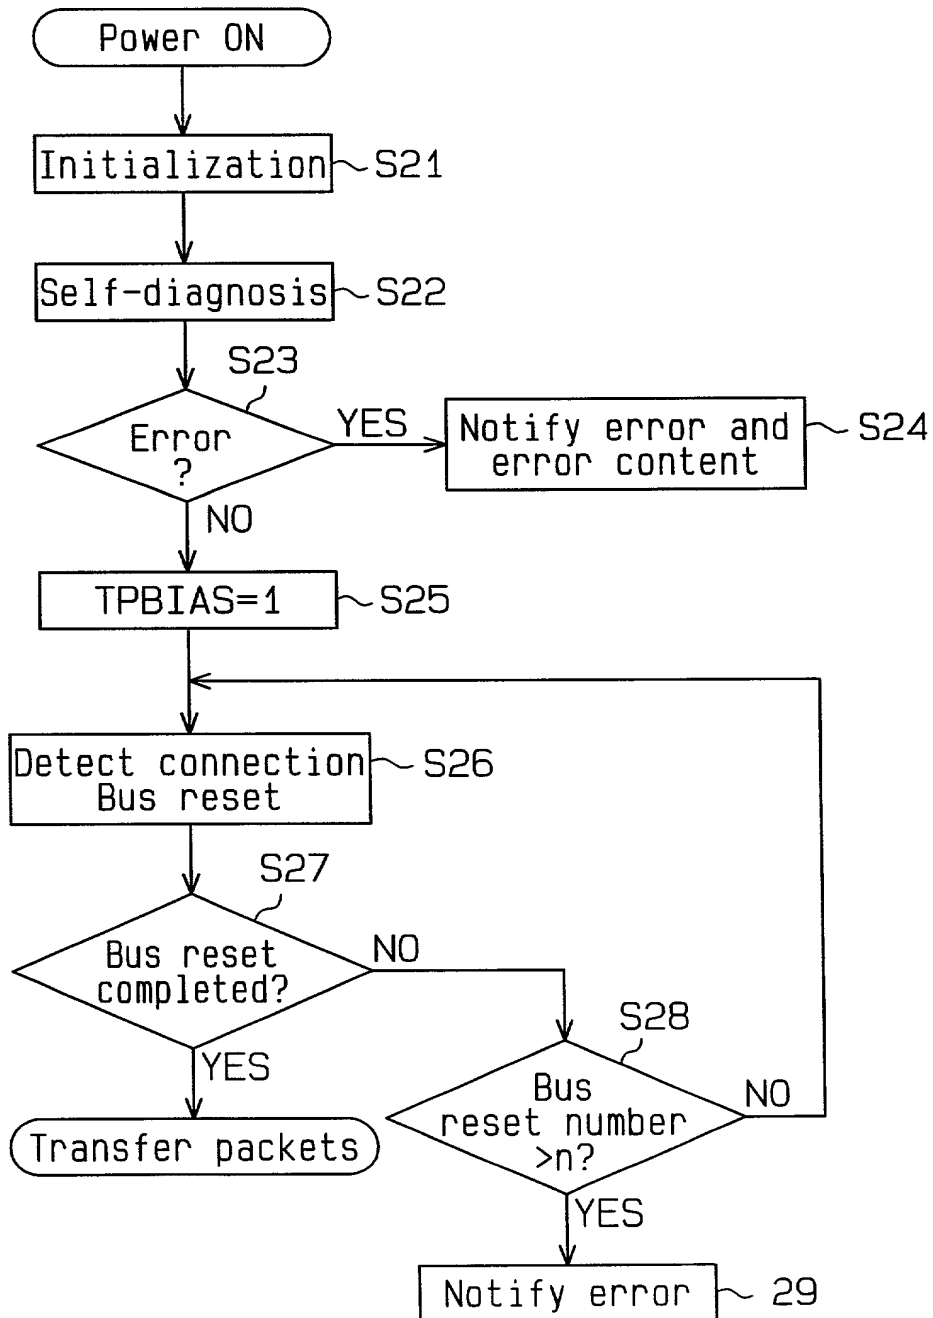 Power ON
Initialization
S21
Self-diagnosis
S22
S23
Error
?
YES
Notify error and
error content
S24
NO
TPBIAS=1
S25
Detect connection
Bus reset
S26
S27
Bus reset
completed?
NO
YES
Transfer packets
S28
Bus
reset number
>n?
NO
YES
Notify error
29